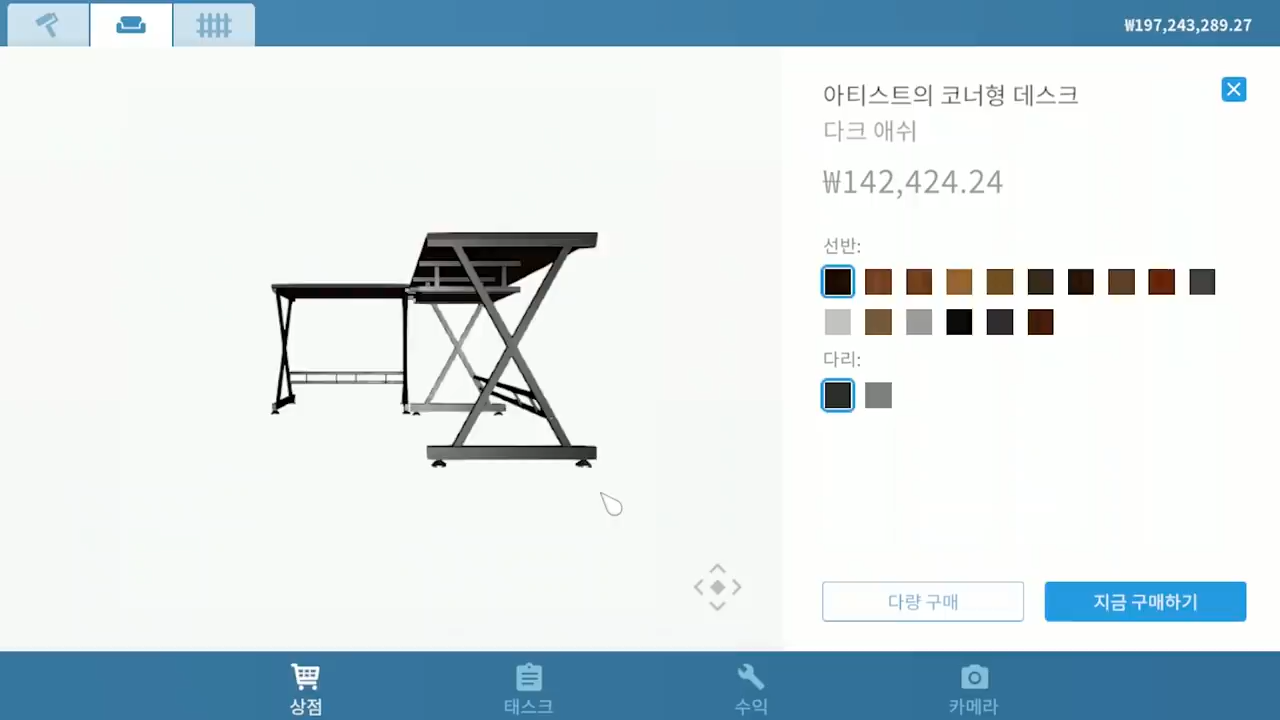 ₩197,243,289.27
아티스트의 코너형 데스크
다크 애쉬
₩142,424.24
선반:
다리:
다량 구매
지금 구매하기
상점
태스크
수익
카메라